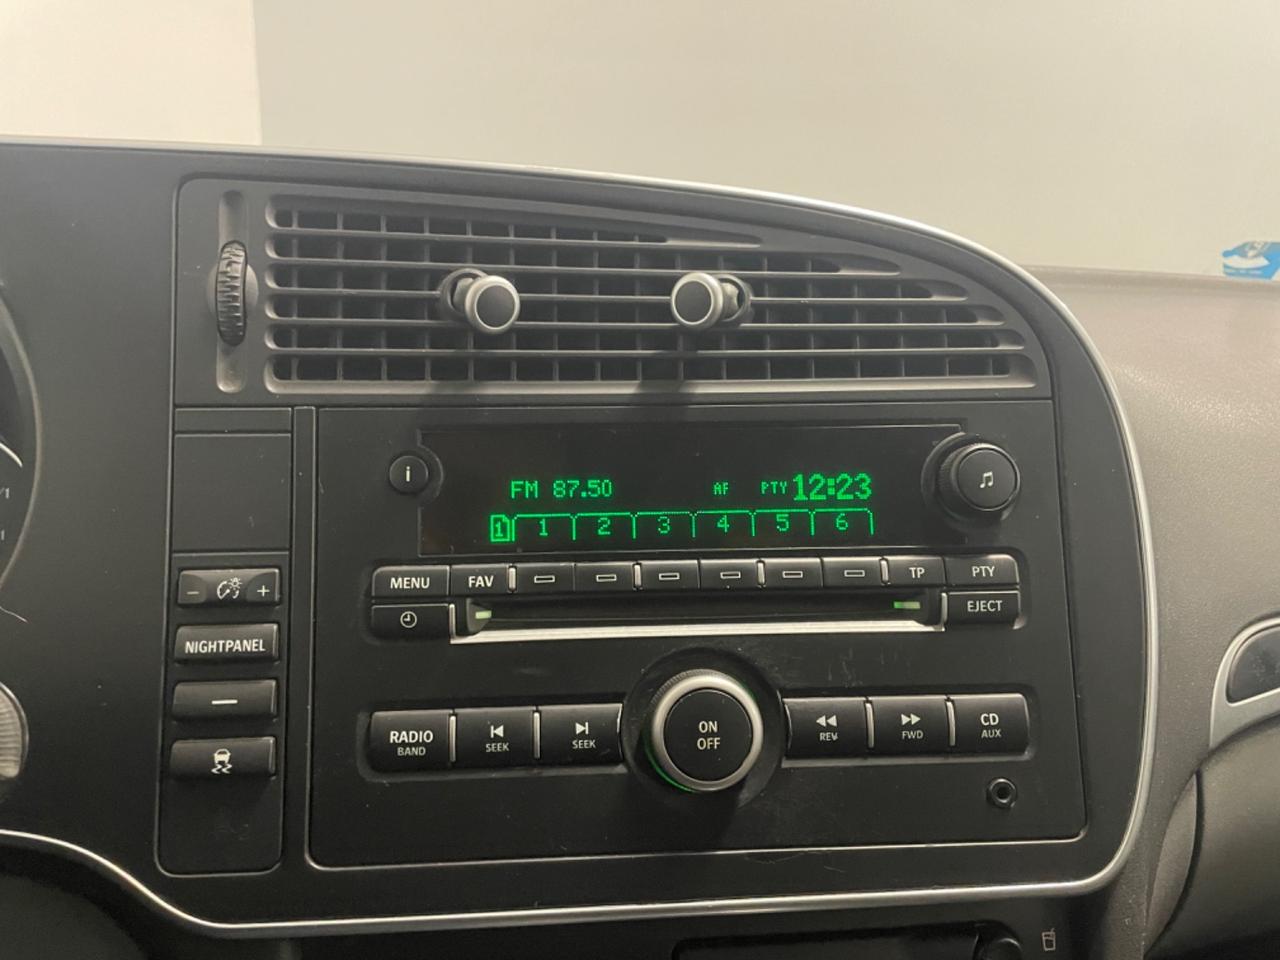 i
FM 87.50 AF PTY 12:23
1 1 2 3 4 5 6
MENU FAV TP PTY
EJECT
− +
NIGHTPANEL
RADIO
BAND
SEEK
SEEK
ON
OFF
REV
FWD
CD
AUX